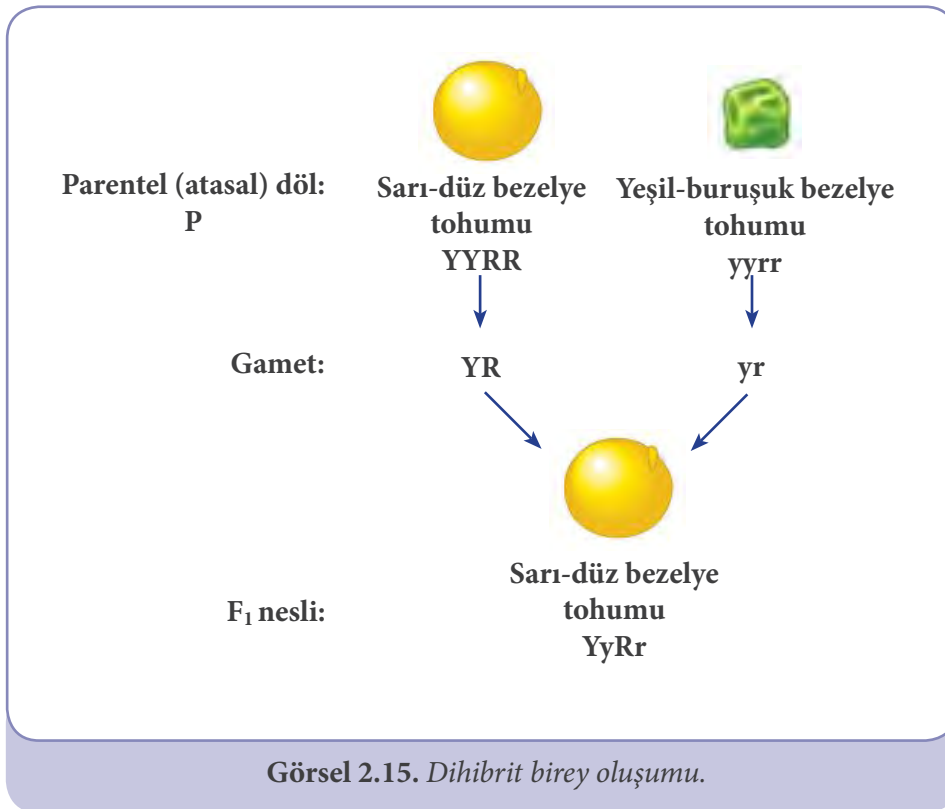 Parentel (atasal) döl:
P
Sarı-düz bezelye
tohumu
YYRR
Yeşil-buruşuk bezelye
tohumu
yyrr
Gamet:
YR
yr
F₁ nesli:
Sarı-düz bezelye
tohumu
YyRr
Görsel 2.15. Dihibrit birey oluşumu.